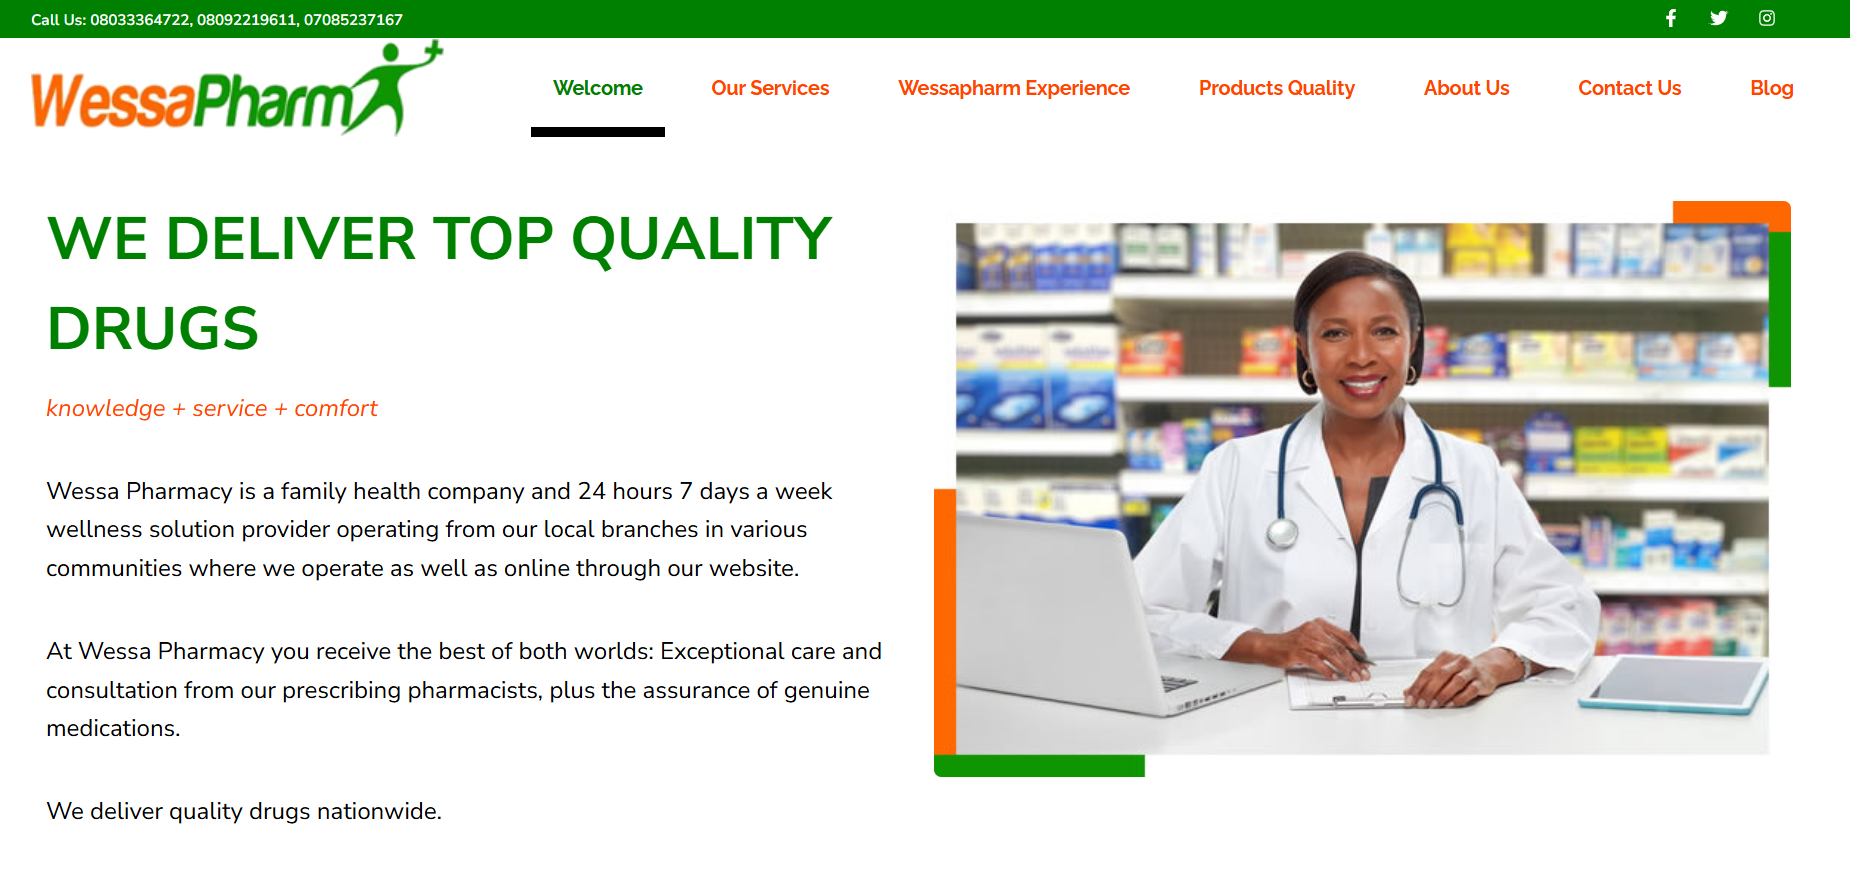 Call Us: 08033364722, 08092219611, 07085237167
WessaPharm
Welcome
Our Services
Wessapharm Experience
Products Quality
About Us
Contact Us
Blog
WE DELIVER TOP QUALITY
DRUGS
knowledge + service + comfort
Wessa Pharmacy is a family health company and 24 hours 7 days a week
wellness solution provider operating from our local branches in various
communities where we operate as well as online through our website.
At Wessa Pharmacy you receive the best of both worlds: Exceptional care and
consultation from our prescribing pharmacists, plus the assurance of genuine
medications.
We deliver quality drugs nationwide.